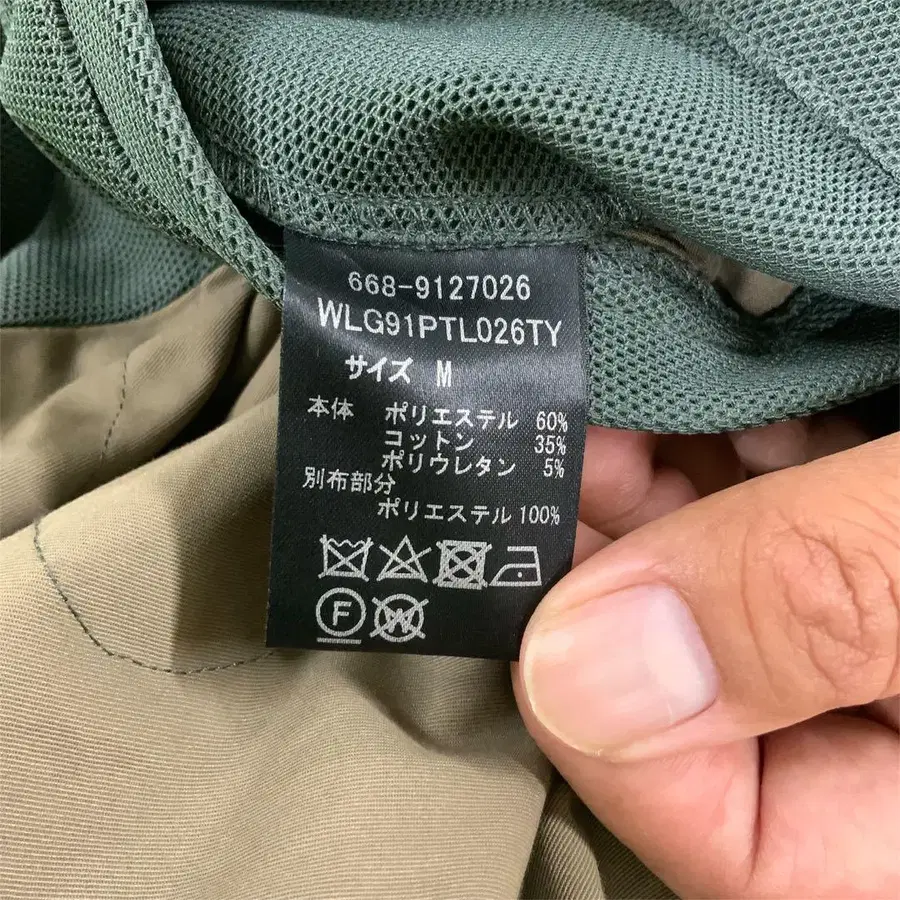 668-9127026
WLG91PTL026TY
サイズ M
本体 ポリエステル 60%
コットン 35%
ポリウレタン 5%
別布部分
ポリエステル 100%
F W